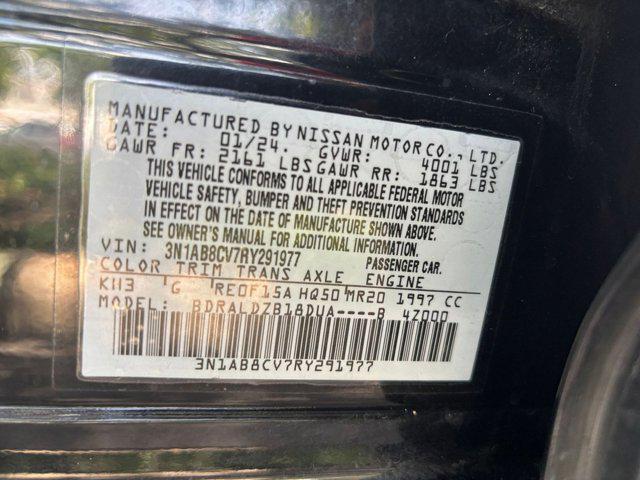 MANUFACTURED BY NISSAN MOTOR CO., LTD.
DATE: 01/24. GVWR: 4001 LBS
GAWR FR: 2161 LBS GAWR RR: 1863 LBS
THIS VEHICLE CONFORMS TO ALL APPLICABLE FEDERAL MOTOR
VEHICLE SAFETY, BUMPER AND THEFT PREVENTION STANDARDS
IN EFFECT ON THE DATE OF MANUFACTURE SHOWN ABOVE.
SEE OWNER'S MANUAL FOR ADDITIONAL INFORMATION.
VIN: 3N1AB8CV7RY291977 PASSENGER CAR.
COLOR TRIM TRANS AXLE ENGINE
KH3 G RE0F15A HQ50 MR20 1997 CC
MODEL: BDRALDZB18DUA----B 4Z000
3N1AB8CV7RY291977